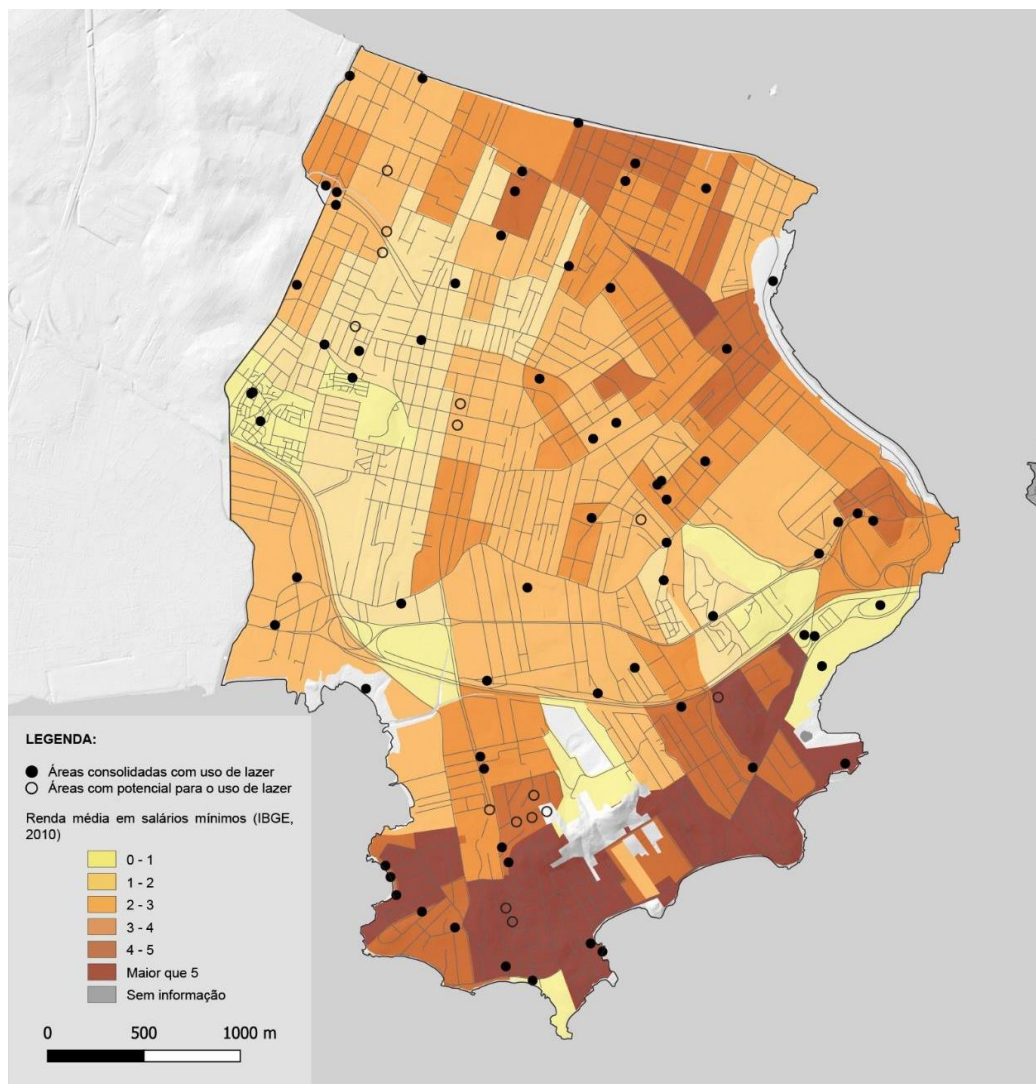 LEGENDA:
Áreas consolidadas com uso de lazer
Áreas com potencial para o uso de lazer
Renda média em salários mínimos (IBGE,
2010)
0 - 1
1 - 2
2 - 3
3 - 4
4 - 5
Maior que 5
Sem informação
0 500 1000 m